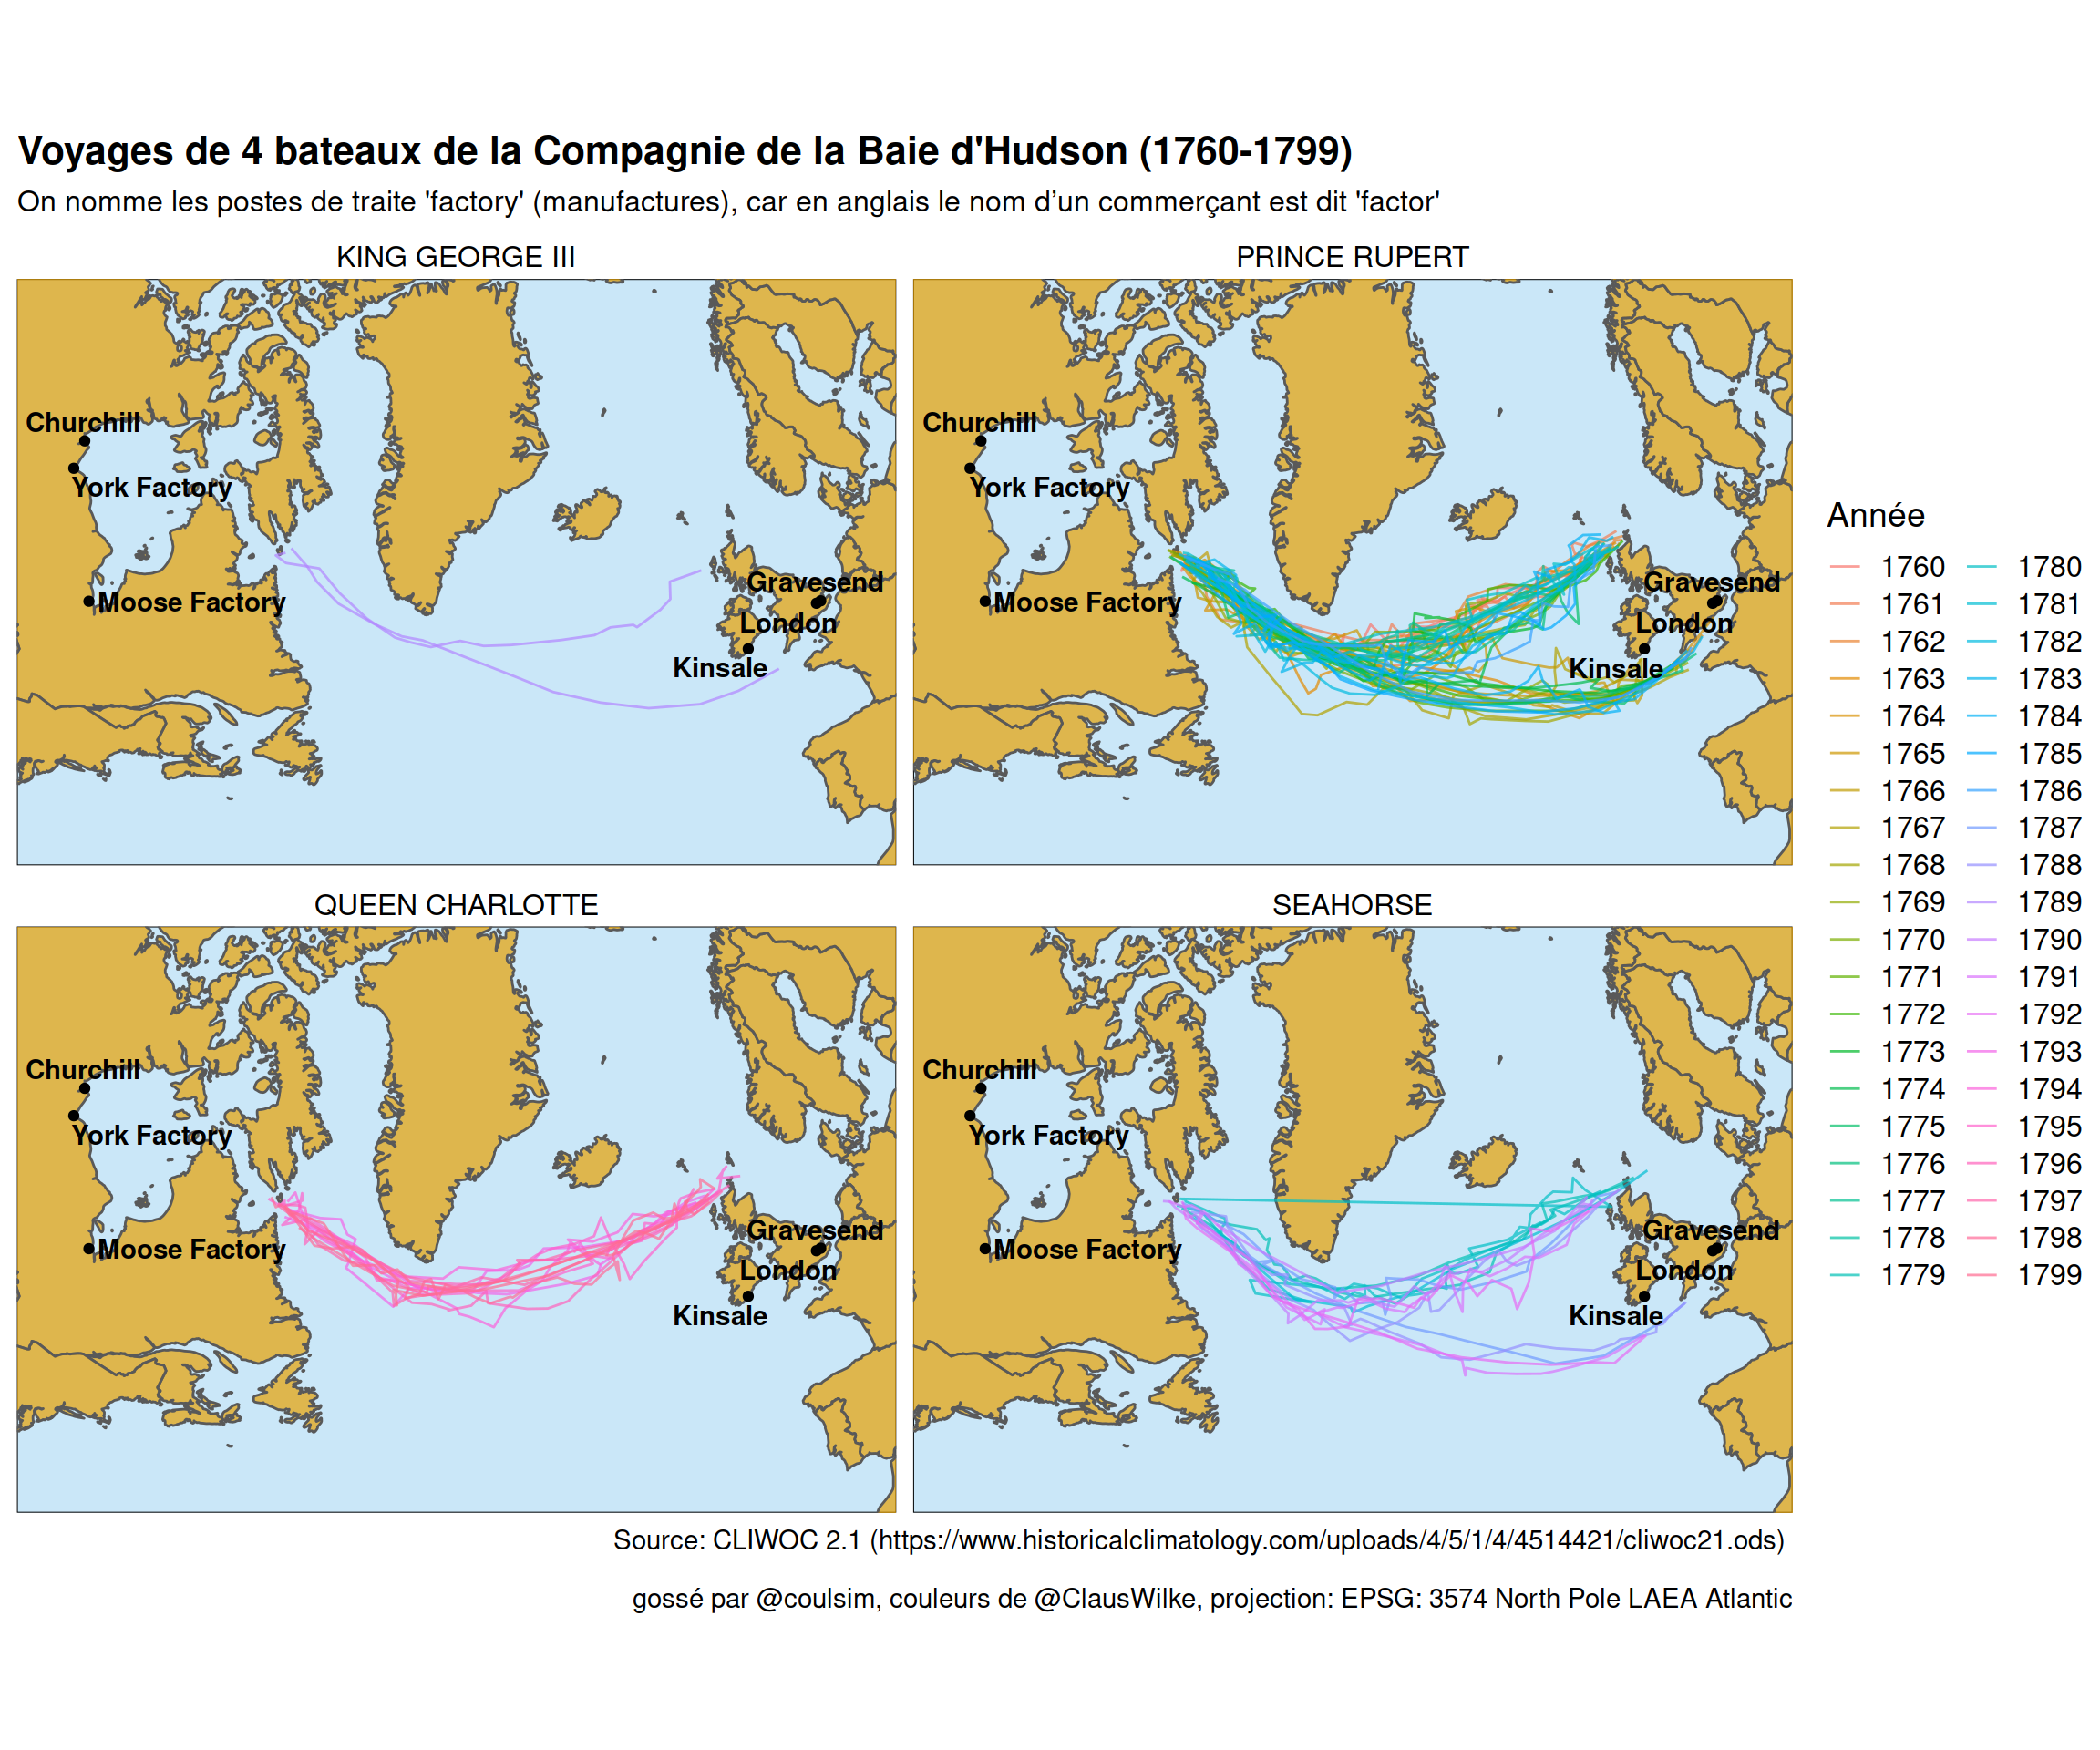 Voyages de 4 bateaux de la Compagnie de la Baie d'Hudson (1760-1799)
On nomme les postes de traite 'factory' (manufactures), car en anglais le nom d’un commerçant est dit 'factor'
KING GEORGE III
Churchill
York Factory
Moose Factory
Gravesend
London
Kinsale
PRINCE RUPERT
Churchill
York Factory
Moose Factory
Gravesend
London
Kinsale
QUEEN CHARLOTTE
Churchill
York Factory
Moose Factory
Gravesend
London
Kinsale
SEAHORSE
Churchill
York Factory
Moose Factory
Gravesend
London
Kinsale
Année
1760 1780
1761 1781
1762 1782
1763 1783
1764 1784
1765 1785
1766 1786
1767 1787
1768 1788
1769 1789
1770 1790
1771 1791
1772 1792
1773 1793
1774 1794
1775 1795
1776 1796
1777 1797
1778 1798
1779 1799
Source: CLIWOC 2.1 (https://www.historicalclimatology.com/uploads/4/5/1/4/4514421/cliwoc21.ods)
gossé par @coulsim, couleurs de @ClausWilke, projection: EPSG: 3574 North Pole LAEA Atlantic